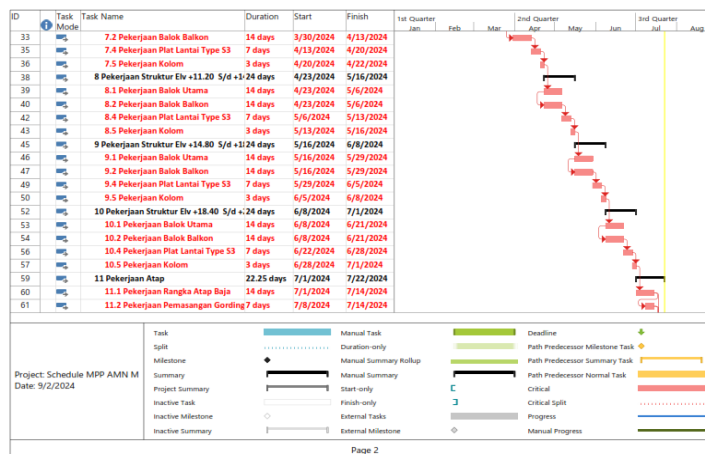 ID Task Mode Task Name Duration Start Finish 1st Quarter 2nd Quarter 3rd Quarter
Jan Feb Mar Apr May Jun Jul Aug
33 7.2 Pekerjaan Balok Balkon 14 days 3/30/2024 4/13/2024
35 7.4 Pekerjaan Plat Lantai Type S3 7 days 4/13/2024 4/20/2024
36 7.5 Pekerjaan Kolom 3 days 4/20/2024 4/22/2024
38 8 Pekerjaan Struktur Elv +11.20 S/d +1 24 days 4/23/2024 5/16/2024
39 8.1 Pekerjaan Balok Utama 14 days 4/23/2024 5/6/2024
40 8.2 Pekerjaan Balok Balkon 14 days 4/23/2024 5/6/2024
42 8.4 Pekerjaan Plat Lantai Type S3 7 days 5/6/2024 5/13/2024
43 8.5 Pekerjaan Kolom 3 days 5/13/2024 5/16/2024
45 9 Pekerjaan Struktur Elv +14.80 S/d +1 24 days 5/16/2024 6/8/2024
46 9.1 Pekerjaan Balok Utama 14 days 5/16/2024 5/29/2024
47 9.2 Pekerjaan Balok Balkon 14 days 5/16/2024 5/29/2024
49 9.4 Pekerjaan Plat Lantai Type S3 7 days 5/29/2024 6/5/2024
50 9.5 Pekerjaan Kolom 3 days 6/5/2024 6/8/2024
52 10 Pekerjaan Struktur Elv +18.40 S/d + 24 days 6/8/2024 7/1/2024
53 10.1 Pekerjaan Balok Utama 14 days 6/8/2024 6/21/2024
54 10.2 Pekerjaan Balok Balkon 14 days 6/8/2024 6/21/2024
56 10.4 Pekerjaan Plat Lantai Type S3 7 days 6/22/2024 6/28/2024
57 10.5 Pekerjaan Kolom 3 days 6/28/2024 7/1/2024
59 11 Pekerjaan Atap 22.25 days 7/1/2024 7/22/2024
60 11.1 Pekerjaan Rangka Atap Baja 14 days 7/1/2024 7/14/2024
61 11.2 Pekerjaan Pemasangan Gording 7 days 7/8/2024 7/14/2024
Project: Schedule MPP AMN M
Date: 9/2/2024
Task Manual Task Deadline
Split Duration-only Path Predecessor Milestone Task
Milestone Manual Summary Rollup Path Predecessor Summary Task
Summary Manual Summary Path Predecessor Normal Task
Project Summary Start-only Critical
Inactive Task Finish-only Critical Split
Inactive Milestone External Tasks Progress
Inactive Summary External Milestone Manual Progress
Page 2